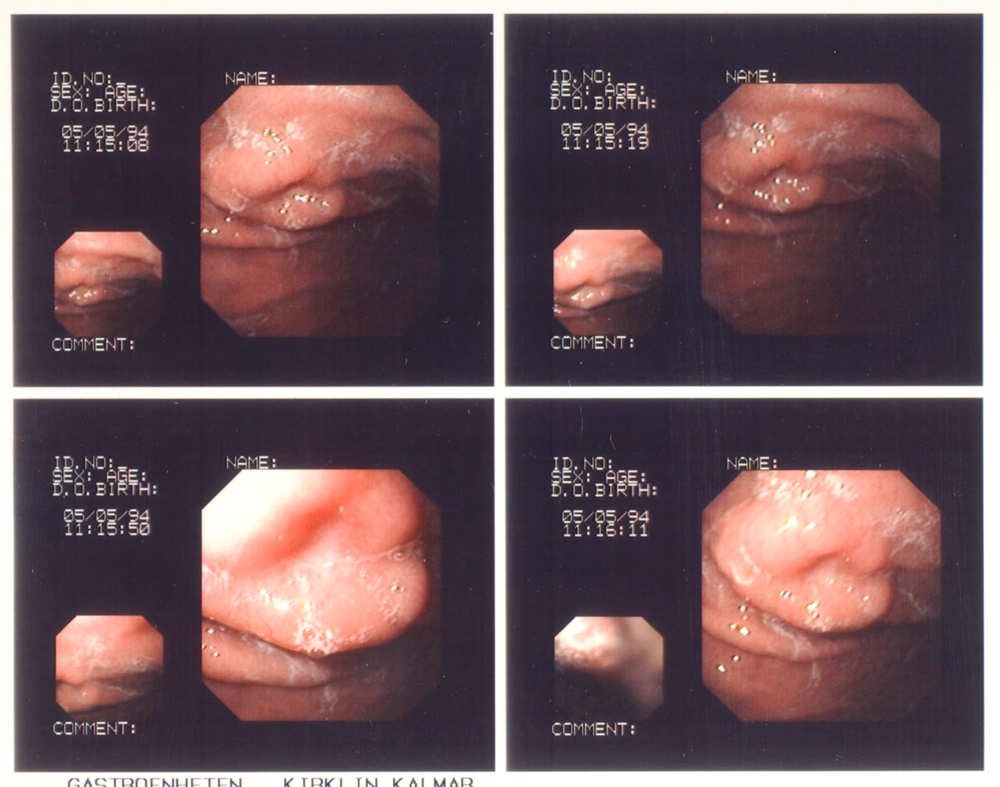 ID.NO:_ NAME:
SEX: AGE:
D.O.BIRTH:
05/05/94
11:15:08
COMMENT:
ID.NO: NAME:
SEX: AGE:
D.O.BIRTH:
05/05/94
11:15:19
COMMENT:
ID.NO:_ NAME:
SEX: AGE:
D.O.BIRTH:
05/05/94
11:15:50
COMMENT:
ID.NO: NAME:
SEX: AGE:
D.O.BIRTH:
05/05/94
11:16:11
COMMENT:
GASTROENHETEN KIRKLIN KALMAR